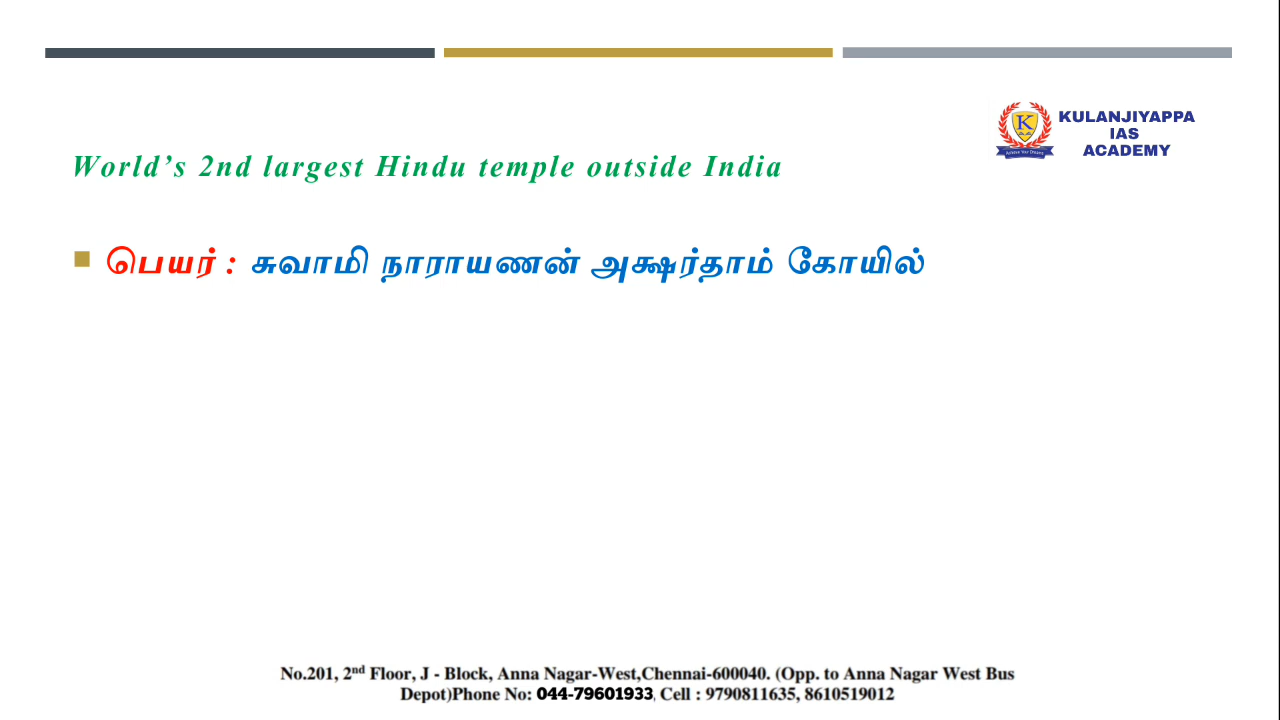 KULANJIYAPPA
IAS
ACADEMY
World’s 2nd largest Hindu temple outside India
பெயர் : சுவாமி நாராயணன் அக்ஷர்தாம் கோயில்
No.201, 2nd Floor, J - Block, Anna Nagar-West,Chennai-600040. (Opp. to Anna Nagar West Bus
Depot)Phone No: 044-79601933, Cell : 9790811635, 8610519012